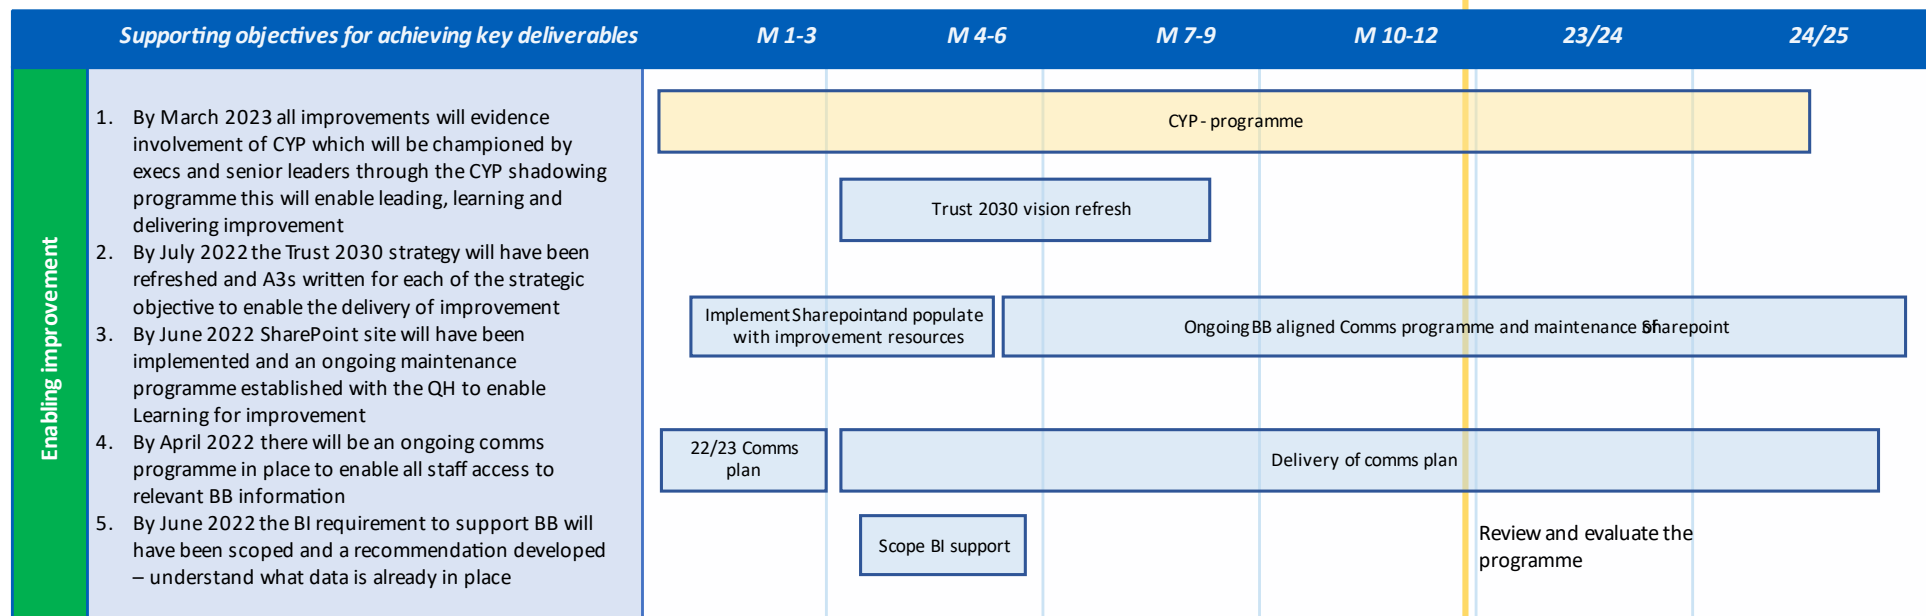 Supporting objectives for achieving key deliverables
M 1-3
M 4-6
M 7-9
M 10-12
23/24
24/25
Enabling improvement
1. By March 2023 all improvements will evidence
involvement of CYP which will be championed by
execs and senior leaders through the CYP shadowing
programme this will enable leading, learning and
delivering improvement
2. By July 2022 the Trust 2030 strategy will have been
refreshed and A3s written for each of the strategic
objective to enable the delivery of improvement
3. By June 2022 SharePoint site will have been
implemented and an ongoing maintenance
programme established with the QH to enable
Learning for improvement
4. By April 2022 there will be an ongoing comms
programme in place to enable all staff access to
relevant BB information
5. By June 2022 the BI requirement to support BB will
have been scoped and a recommendation developed
– understand what data is already in place
CYP - programme
Trust 2030 vision refresh
Implement Sharepoint and populate
with improvement resources
Ongoing BB aligned Comms programme and maintenance of Sharepoint
22/23 Comms
plan
Delivery of comms plan
Scope BI support
Review and evaluate the
programme